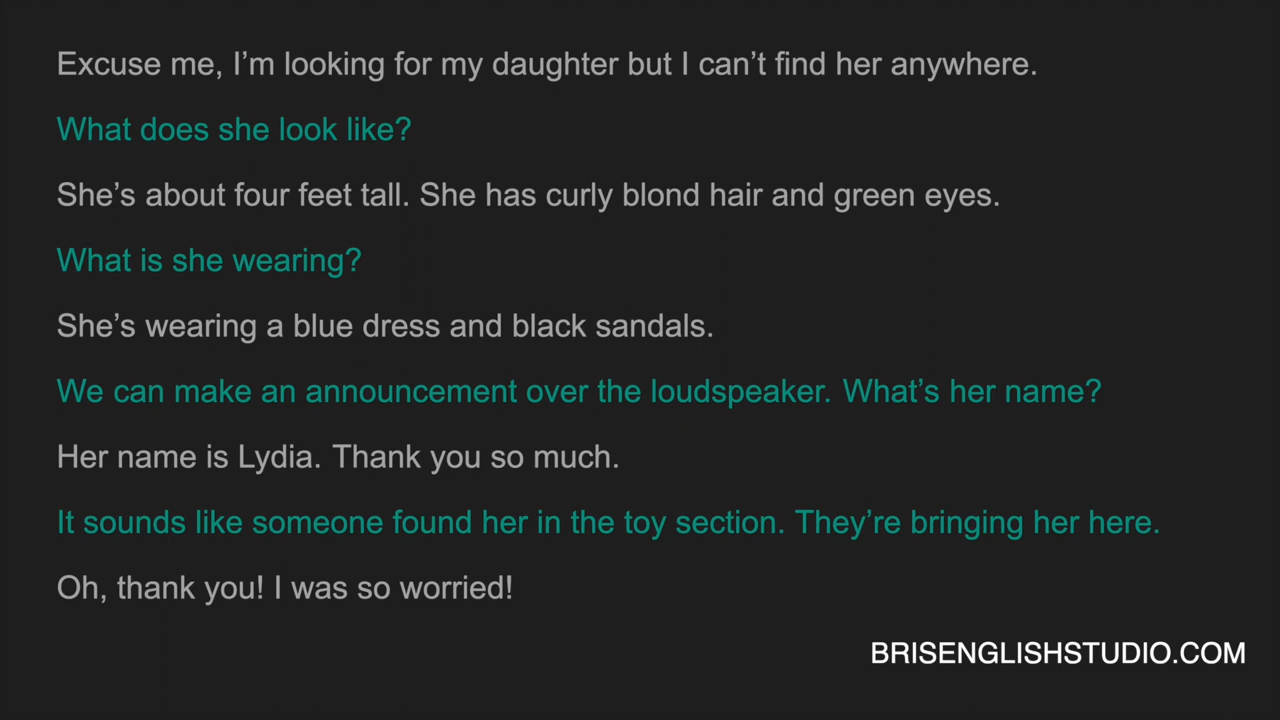 Excuse me, I’m looking for my daughter but I can’t find her anywhere.
What does she look like?
She’s about four feet tall. She has curly blond hair and green eyes.
What is she wearing?
She’s wearing a blue dress and black sandals.
We can make an announcement over the loudspeaker. What’s her name?
Her name is Lydia. Thank you so much.
It sounds like someone found her in the toy section. They’re bringing her here.
Oh, thank you! I was so worried!
BRISENGLISHSTUDIO.COM